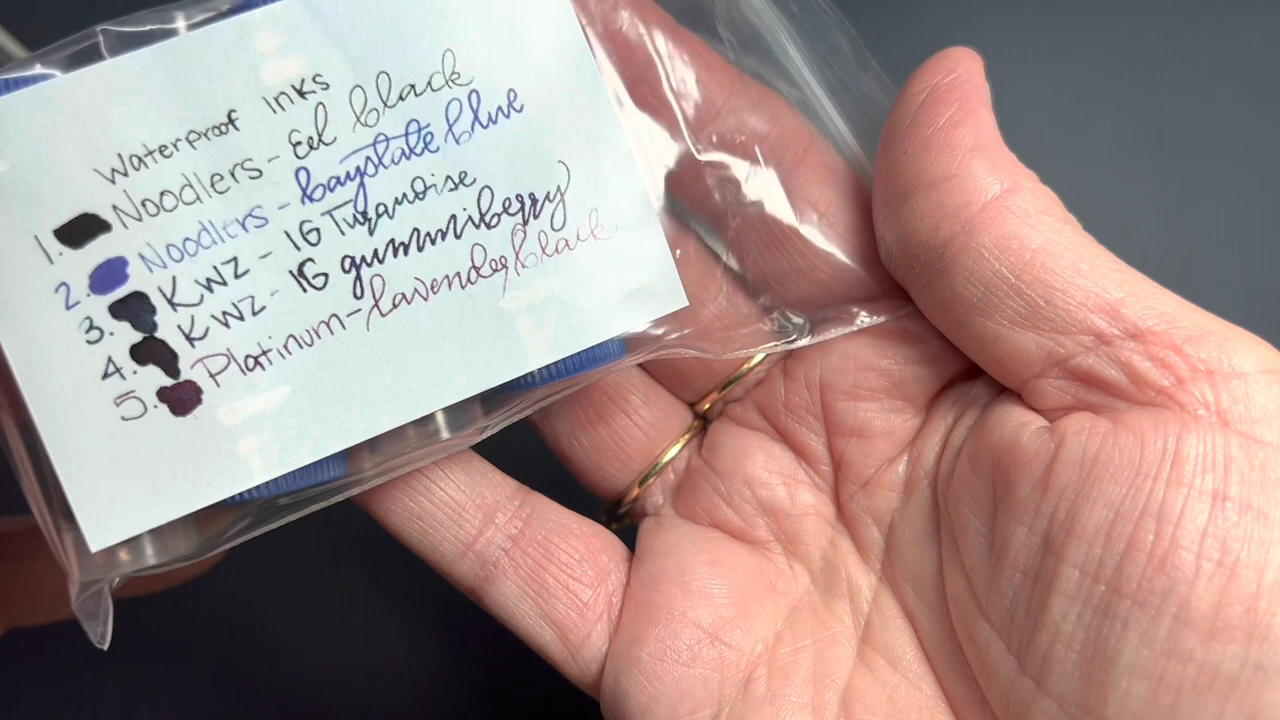 Waterproof Inks
1. Noodlers - Eel black
2. Noodlers - baystate blue
3. KWZ - IG Turquoise
4. KWZ - IG gummiberry
5. Platinum - lavender black